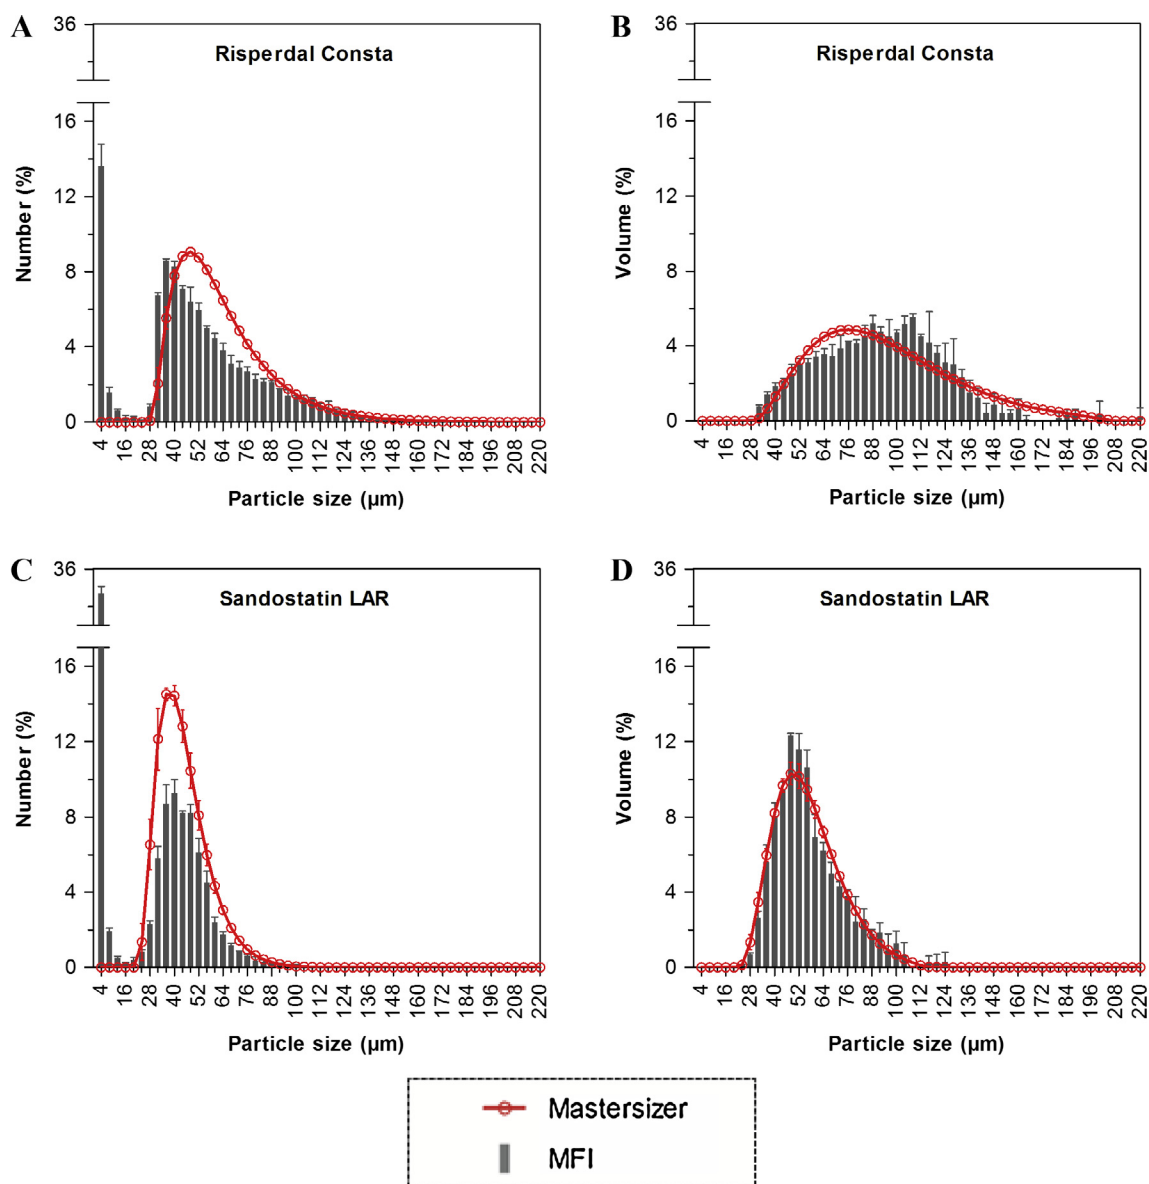 A
Risperdal Consta
36
16
12
8
4
0
Number (%)
4 16 28 40 52 64 76 88 100 112 124 136 148 160 172 184 196 208 220
Particle size (µm)
B
Risperdal Consta
36
16
12
8
4
0
Volume (%)
4 16 28 40 52 64 76 88 100 112 124 136 148 160 172 184 196 208 220
Particle size (µm)
C
Sandostatin LAR
36
16
12
8
4
0
Number (%)
4 16 28 40 52 64 76 88 100 112 124 136 148 160 172 184 196 208 220
Particle size (µm)
D
Sandostatin LAR
36
16
12
8
4
0
Volume (%)
4 16 28 40 52 64 76 88 100 112 124 136 148 160 172 184 196 208 220
Particle size (µm)
Mastersizer
MFI